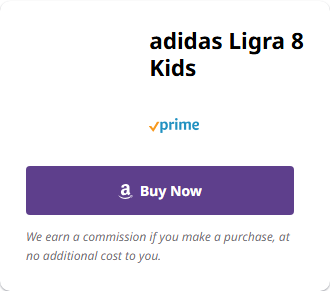 adidas Ligra 8
Kids
prime
Buy Now
We earn a commission if you make a purchase, at
no additional cost to you.